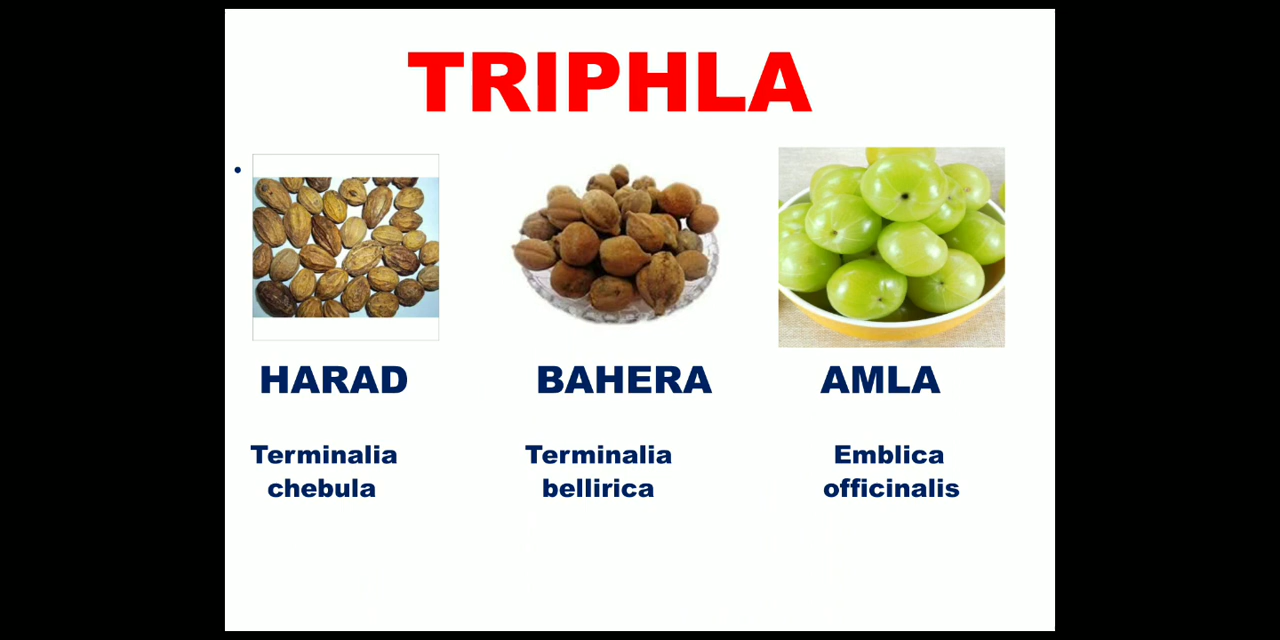 TRIPHLA
•
HARAD
BAHERA
AMLA
Terminalia
chebula
Terminalia
bellirica
Emblica
officinalis